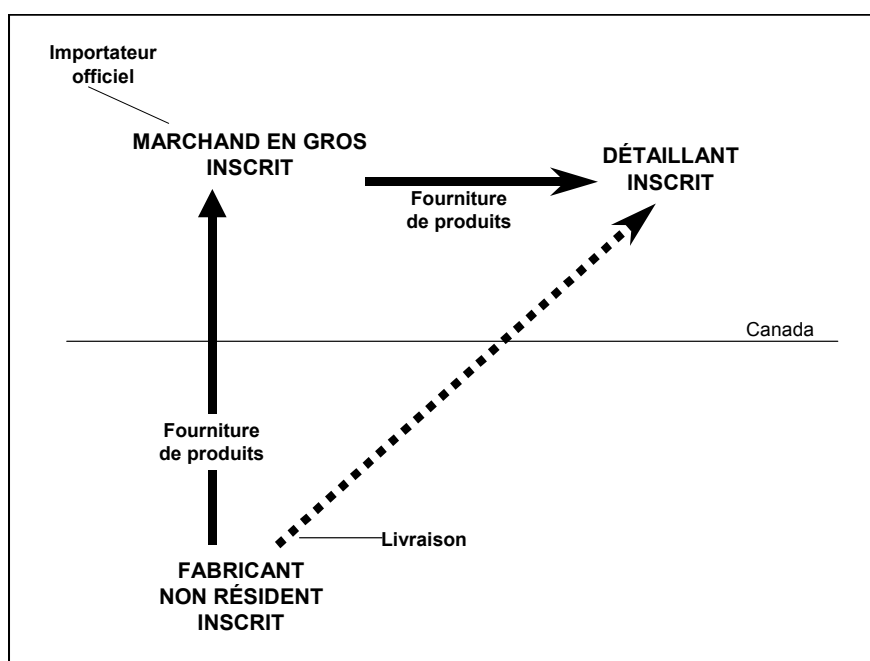 Importateur
officiel
MARCHAND EN GROS
INSCRIT
DÉTAILLANT
INSCRIT
Fourniture
de produits
Canada
Fourniture
de produits
Livraison
FABRICANT
NON RÉSIDENT
INSCRIT